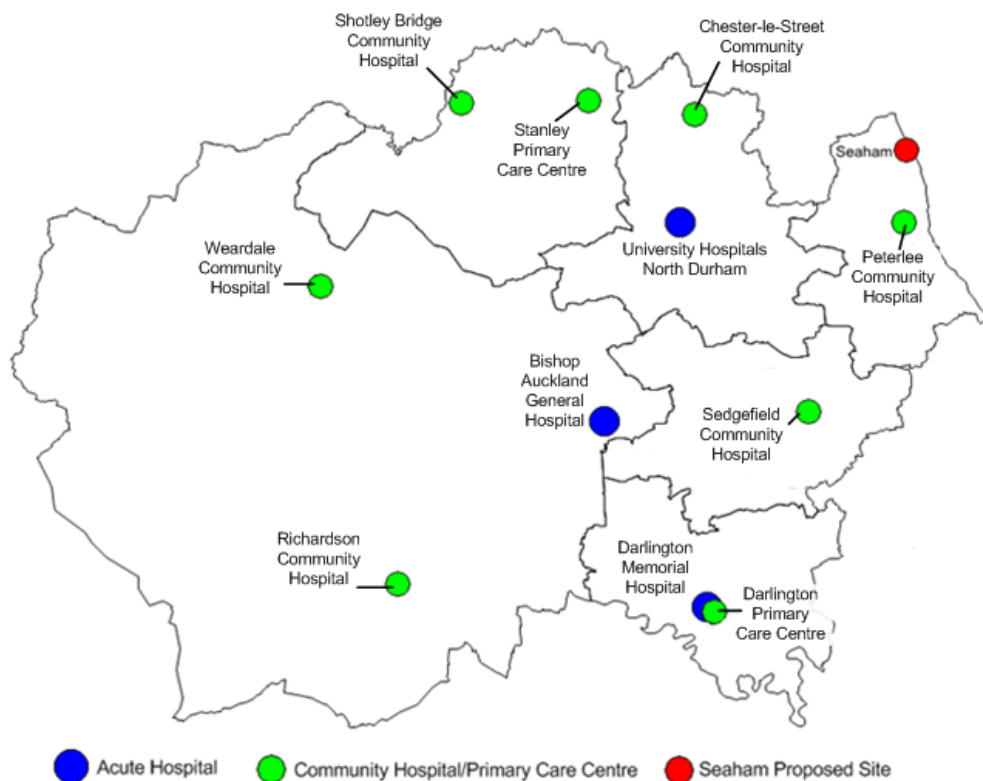 Shotley Bridge
Community
Hospital
Chester-le-Street
Community
Hospital
Stanley
Primary
Care Centre
Seaham
Weardale
Community
Hospital
University Hospitals
North Durham
Peterlee
Community
Hospital
Bishop
Auckland
General
Hospital
Sedgefield
Community
Hospital
Richardson
Community
Hospital
Darlington
Memorial
Hospital
Darlington
Primary
Care Centre
Acute Hospital
Community Hospital/Primary Care Centre
Seaham Proposed Site